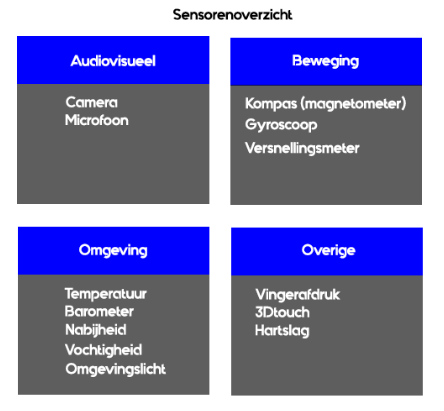 Sensorenoverzicht
Audiovisueel
Camera
Microfoon
Beweging
Kompas (magnetometer)
Gyroscoop
Versnellingsmeter
Omgeving
Temperatuur
Barometer
Nabijheid
Vochtigheid
Omgevingslicht
Overige
Vingerafdruk
3Dtouch
Hartslag